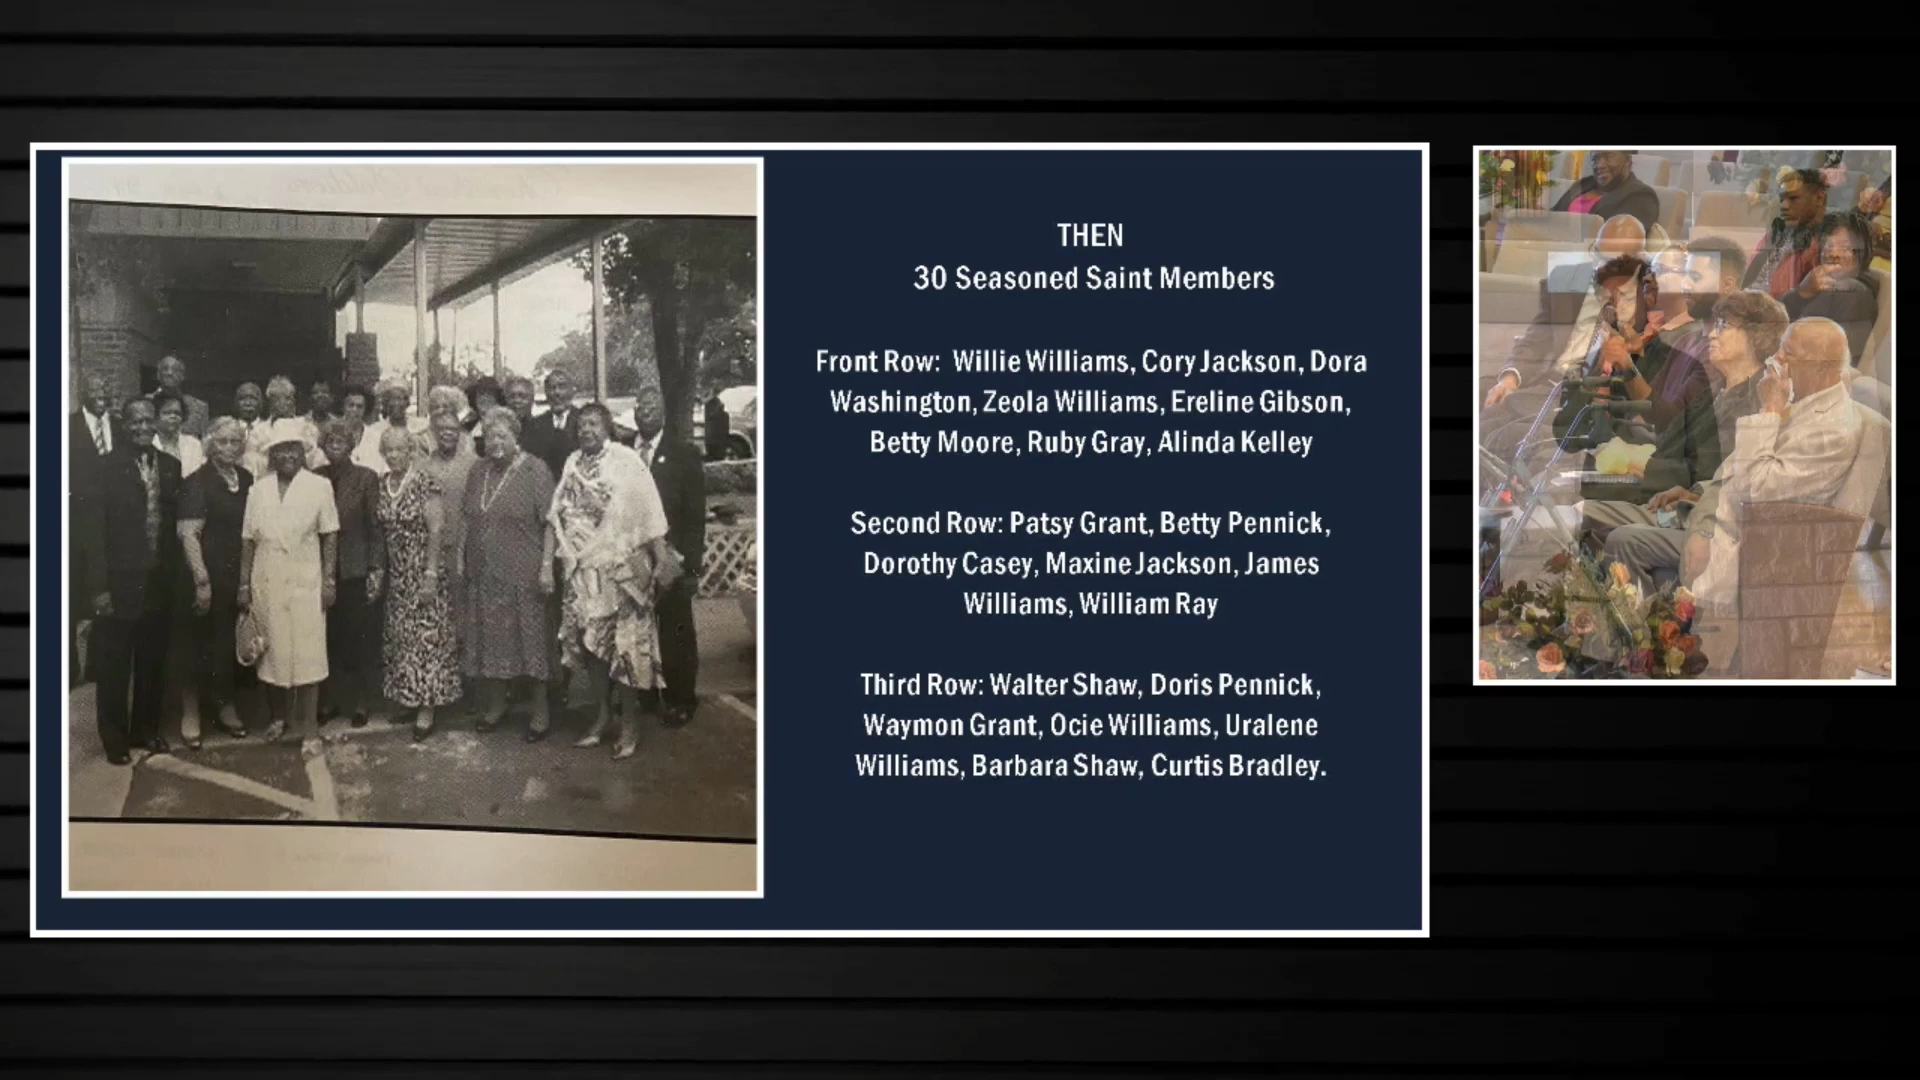 THEN
30 Seasoned Saint Members
Front Row: Willie Williams, Cory Jackson, Dora
Washington, Zeola Williams, Ereline Gibson,
Betty Moore, Ruby Gray, Alinda Kelley
Second Row: Patsy Grant, Betty Pennick,
Dorothy Casey, Maxine Jackson, James
Williams, William Ray
Third Row: Walter Shaw, Doris Pennick,
Waymon Grant, Ocie Williams, Uralene
Williams, Barbara Shaw, Curtis Bradley.